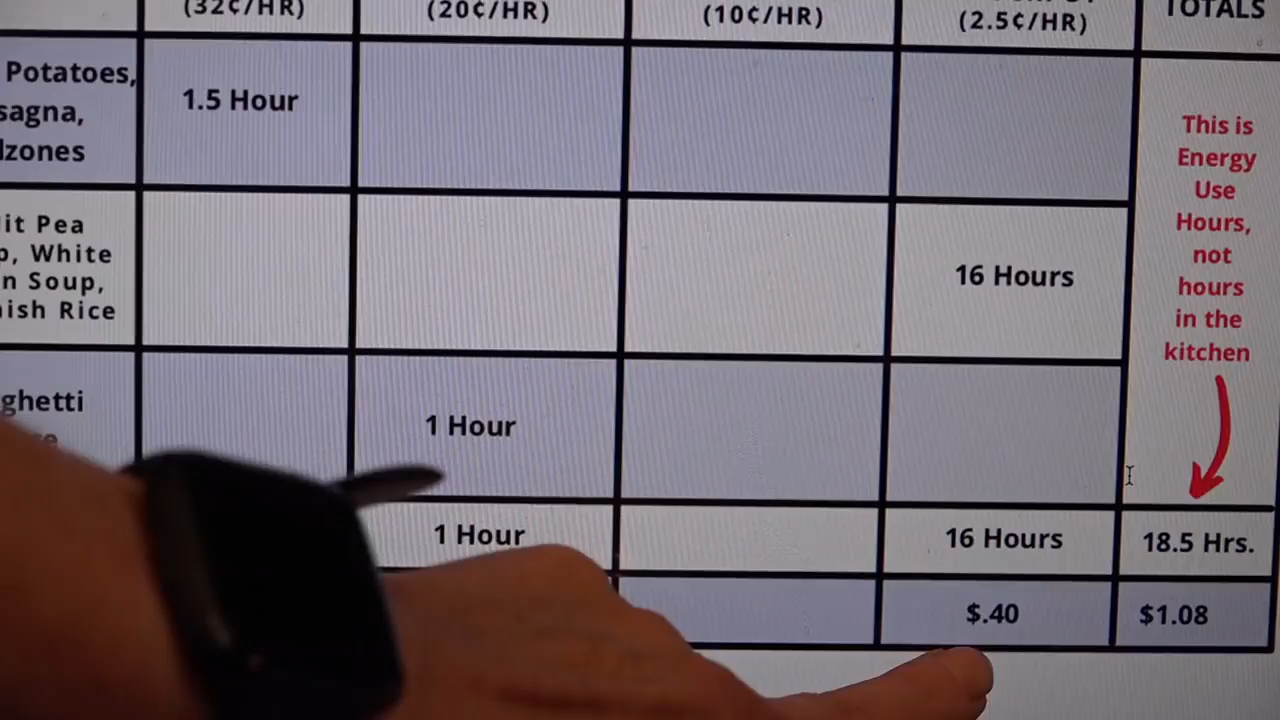 (32¢/HR)
(20¢/HR)
(10¢/HR)
(2.5¢/HR)
TOTALS
Potatoes,
sagna,
lzones
1.5 Hour
This is
Energy
Use
Hours,
not
hours
in the
kitchen
it Pea
p, White
n Soup,
nish Rice
16 Hours
ghetti
1 Hour
1 Hour
16 Hours
18.5 Hrs.
$.40
$1.08